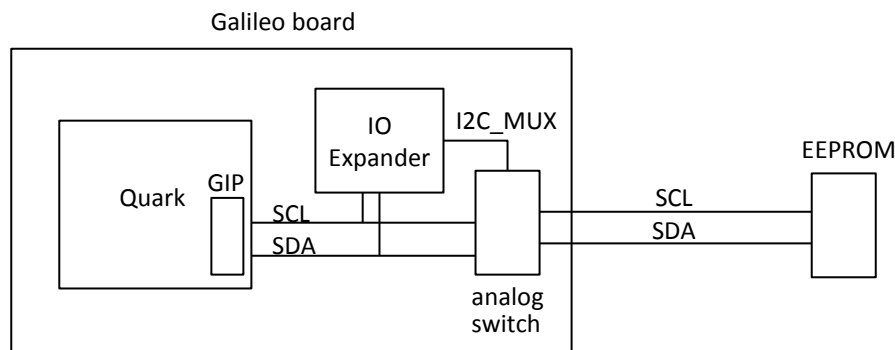 Galileo board
IO
Expander
I2C_MUX
EEPROM
Quark
GIP
SCL
SDA
SCL
SDA
analog
switch